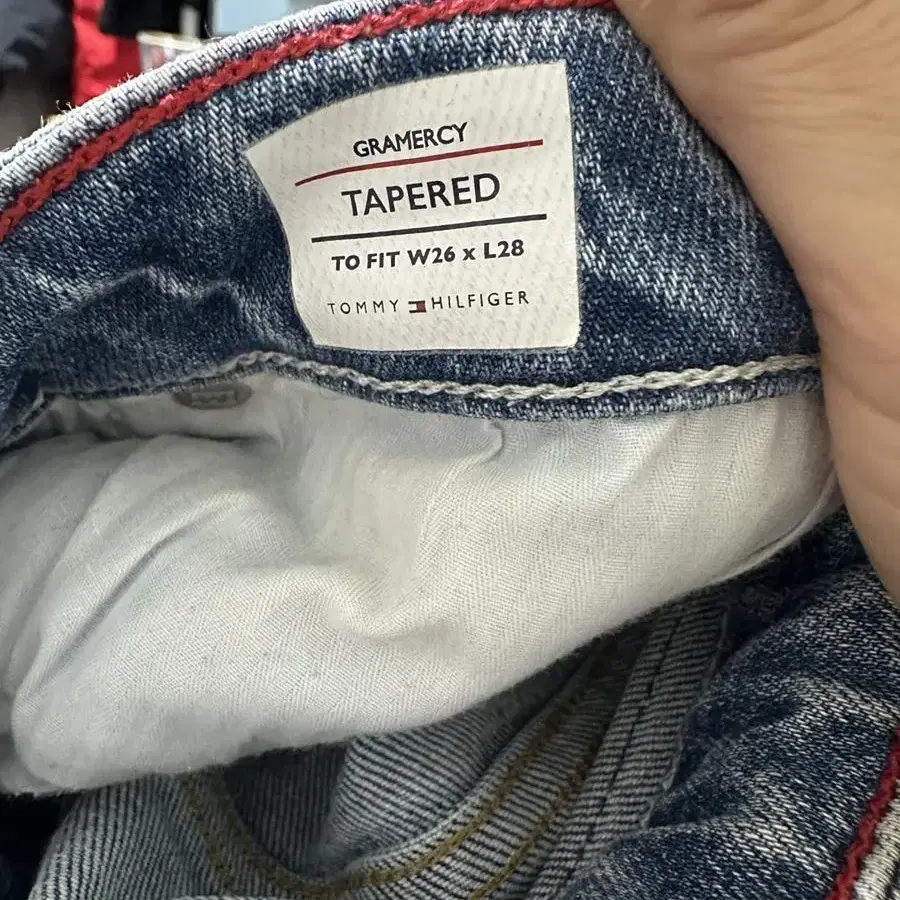 GRAMERCY
TAPERED
TO FIT W26 x L28
TOMMY HILFIGER